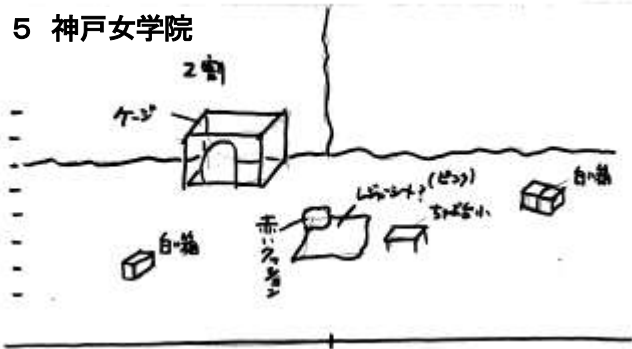 5 神戸女学院
2割
ケージ
レジャーシート?(ピンク)
白い箱
ちゃぶ台小
赤いクッション
白い箱